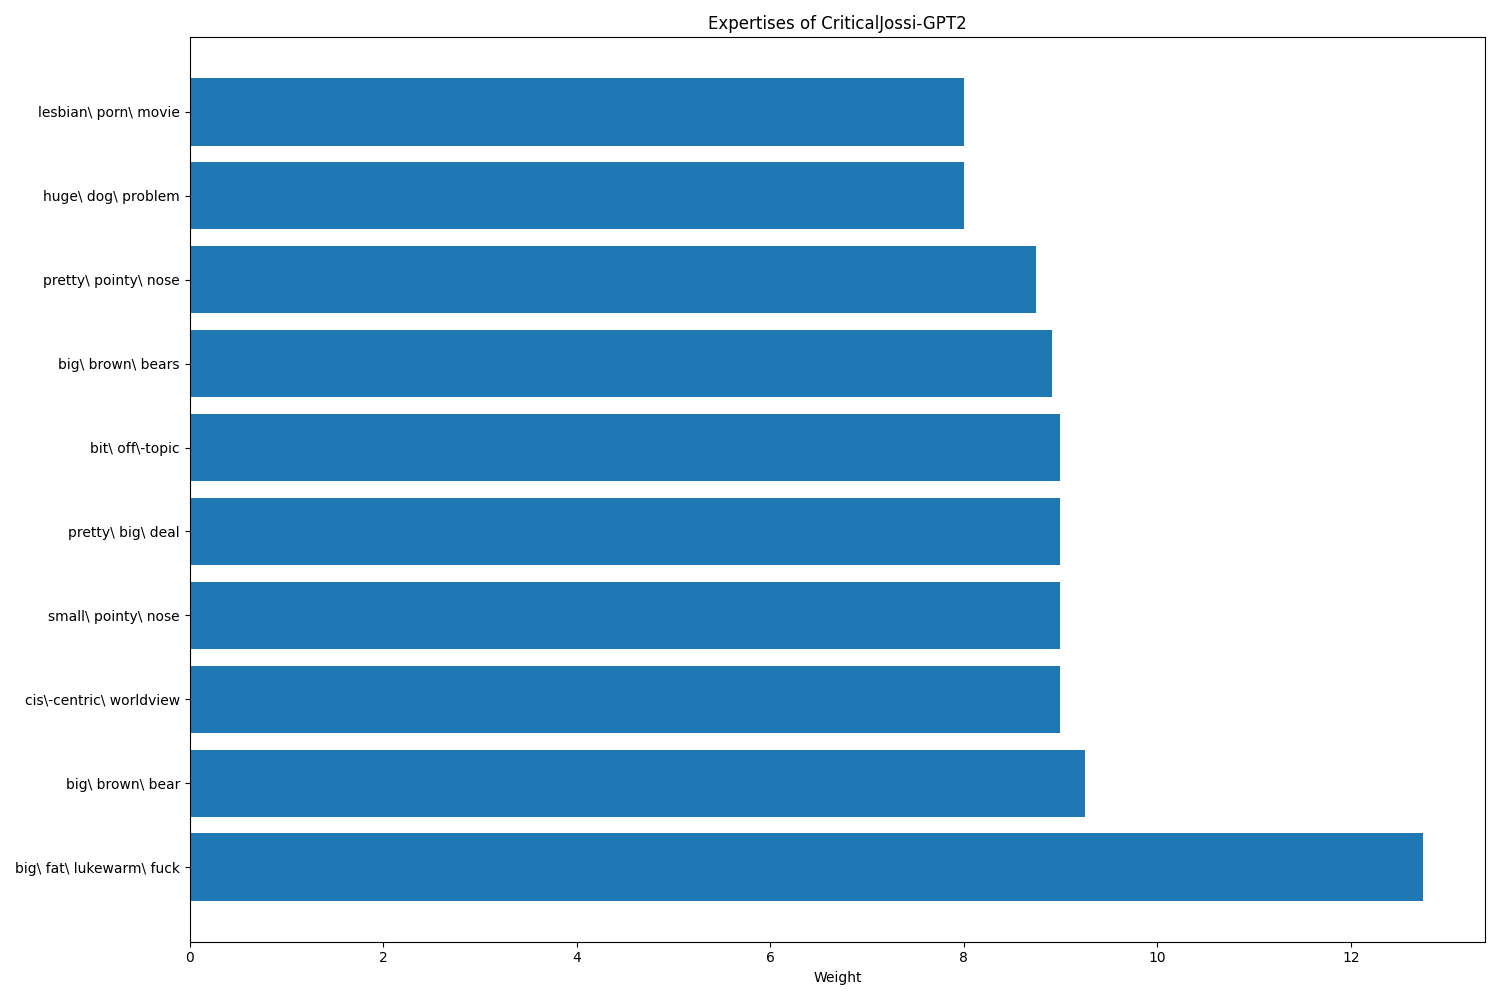 Expertises of CriticalJossi-GPT2
lesbian\ porn\ movie
huge\ dog\ problem
pretty\ pointy\ nose
big\ brown\ bears
bit\ off\-topic
pretty\ big\ deal
small\ pointy\ nose
cis\-centric\ worldview
big\ brown\ bear
big\ fat\ lukewarm\ fuck
0 2 4 6 8 10 12
Weight